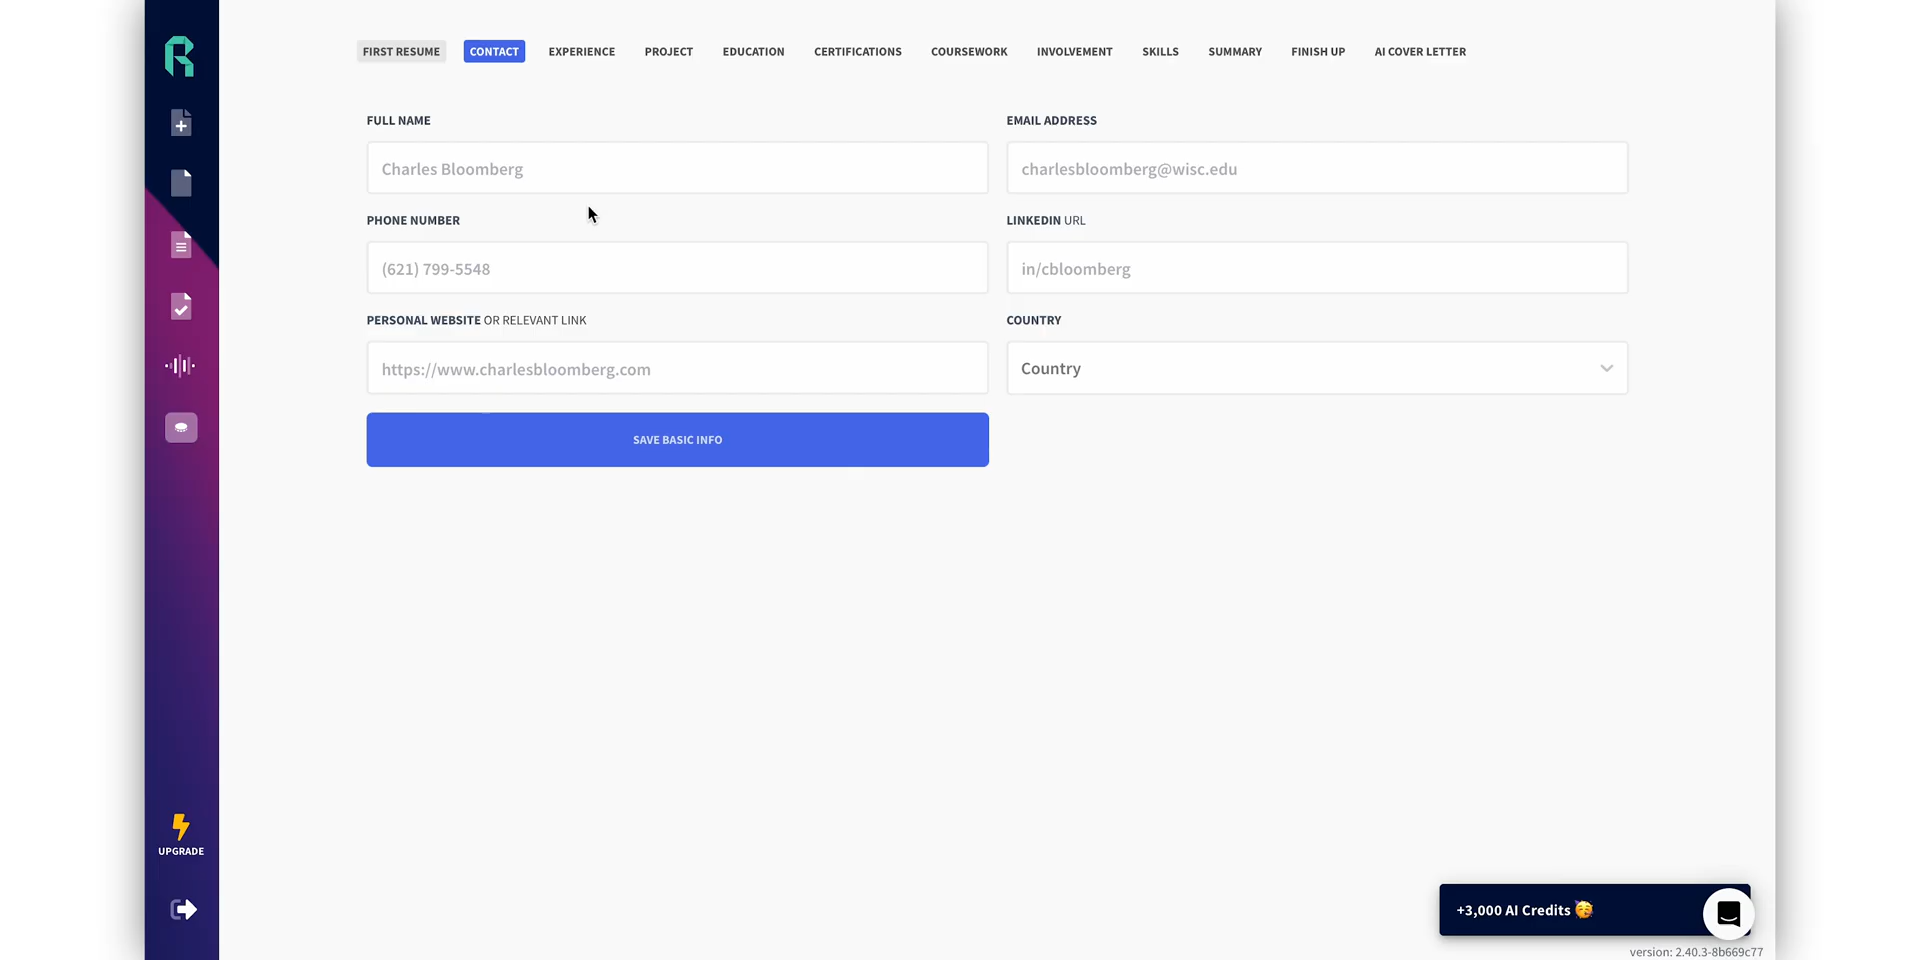 FIRST RESUME CONTACT EXPERIENCE PROJECT EDUCATION CERTIFICATIONS COURSEWORK INVOLVEMENT SKILLS SUMMARY FINISH UP AI COVER LETTER
FULL NAME
Charles Bloomberg
EMAIL ADDRESS
charlesbloomberg@wisc.edu
PHONE NUMBER
(621) 799-5548
LINKEDIN URL
in/cbloomberg
PERSONAL WEBSITE OR RELEVANT LINK
https://www.charlesbloomberg.com
COUNTRY
Country
SAVE BASIC INFO
UPGRADE
+3,000 AI Credits 🥳
version: 2.40.3-8b669c77